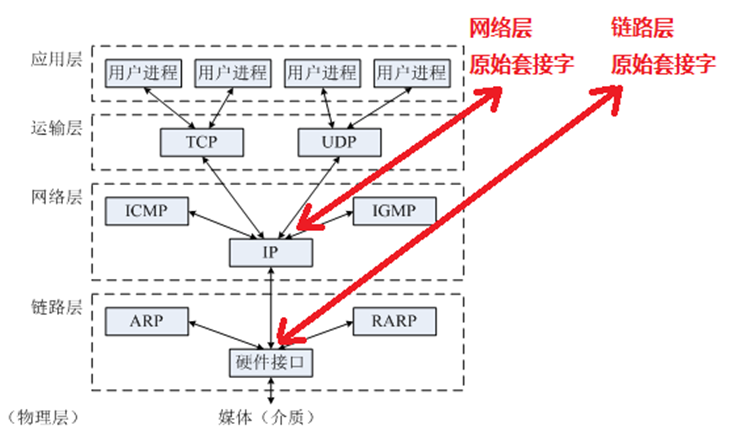 网络层 链路层
原始套接字 原始套接字
应用层 用户进程 用户进程 用户进程 用户进程
运输层
TCP UDP
网络层
ICMP IGMP
IP
链路层
ARP RARP
硬件接口
（物理层） 媒体（介质）